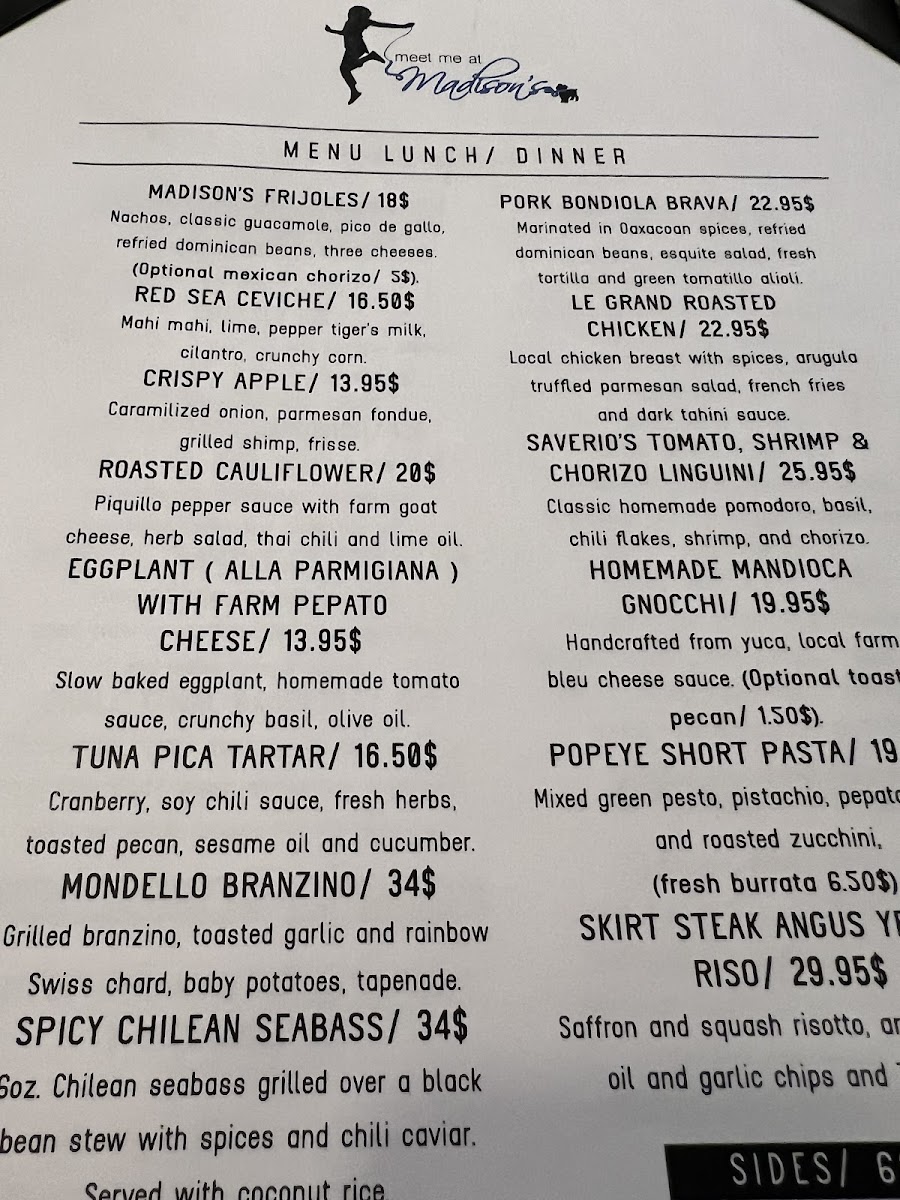 meet me at
Madison's
MENU LUNCH/ DINNER
MADISON'S FRIJOLES/ 18$
Nachos, classic guacamole, pico de gallo,
refried dominican beans, three cheeses.
(Optional mexican chorizo/ 5$).
RED SEA CEVICHE/ 16.50$
Mahi mahi, lime, pepper tiger's milk,
cilantro, crunchy corn.
CRISPY APPLE/ 13.95$
Caramilized onion, parmesan fondue,
grilled shimp, frisse.
ROASTED CAULIFLOWER/ 20$
Piquillo pepper sauce with farm goat
cheese, herb salad, thai chili and lime oil.
EGGPLANT ( ALLA PARMIGIANA )
WITH FARM PEPATO
CHEESE/ 13.95$
Slow baked eggplant, homemade tomato
sauce, crunchy basil, olive oil.
TUNA PICA TARTAR/ 16.50$
Cranberry, soy chili sauce, fresh herbs,
toasted pecan, sesame oil and cucumber.
MONDELLO BRANZINO/ 34$
Grilled branzino, toasted garlic and rainbow
Swiss chard, baby potatoes, tapenade.
SPICY CHILEAN SEABASS/ 34$
6oz. Chilean seabass grilled over a black
bean stew with spices and chili caviar.
Served with coconut rice.
PORK BONDIOLA BRAVA/ 22.95$
Marinated in Oaxacoan spices, refried
dominican beans, esquite salad, fresh
tortilla and green tomatillo alioli.
LE GRAND ROASTED
CHICKEN/ 22.95$
Local chicken breast with spices, arugula
truffled parmesan salad, french fries
and dark tahini sauce.
SAVERIO'S TOMATO, SHRIMP &
CHORIZO LINGUINI/ 25.95$
Classic homemade pomodoro, basil,
chili flakes, shrimp, and chorizo.
HOMEMADE MANDIOCA
GNOCCHI/ 19.95$
Handcrafted from yuca, local farm
bleu cheese sauce. (Optional toast
pecan/ 1.50$).
POPEYE SHORT PASTA/ 19
Mixed green pesto, pistachio, pepato
and roasted zucchini,
(fresh burrata 6.50$)
SKIRT STEAK ANGUS
RISO/ 29.95$
Saffron and squash risotto,
oil and garlic chips and
SIDES/ 6